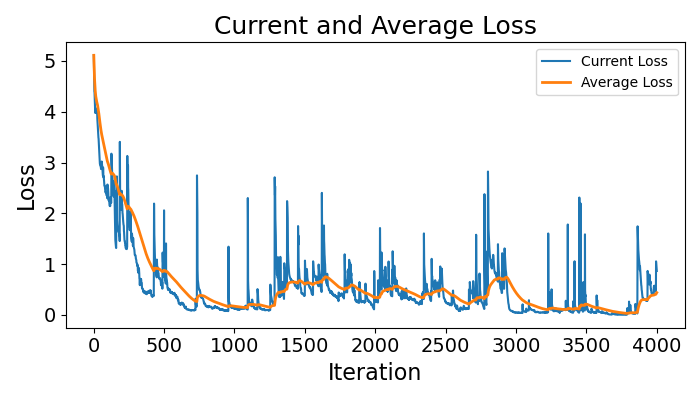 Current and Average Loss
Current Loss
Average Loss
Loss
5
4
3
2
1
0
0 500 1000 1500 2000 2500 3000 3500 4000
Iteration